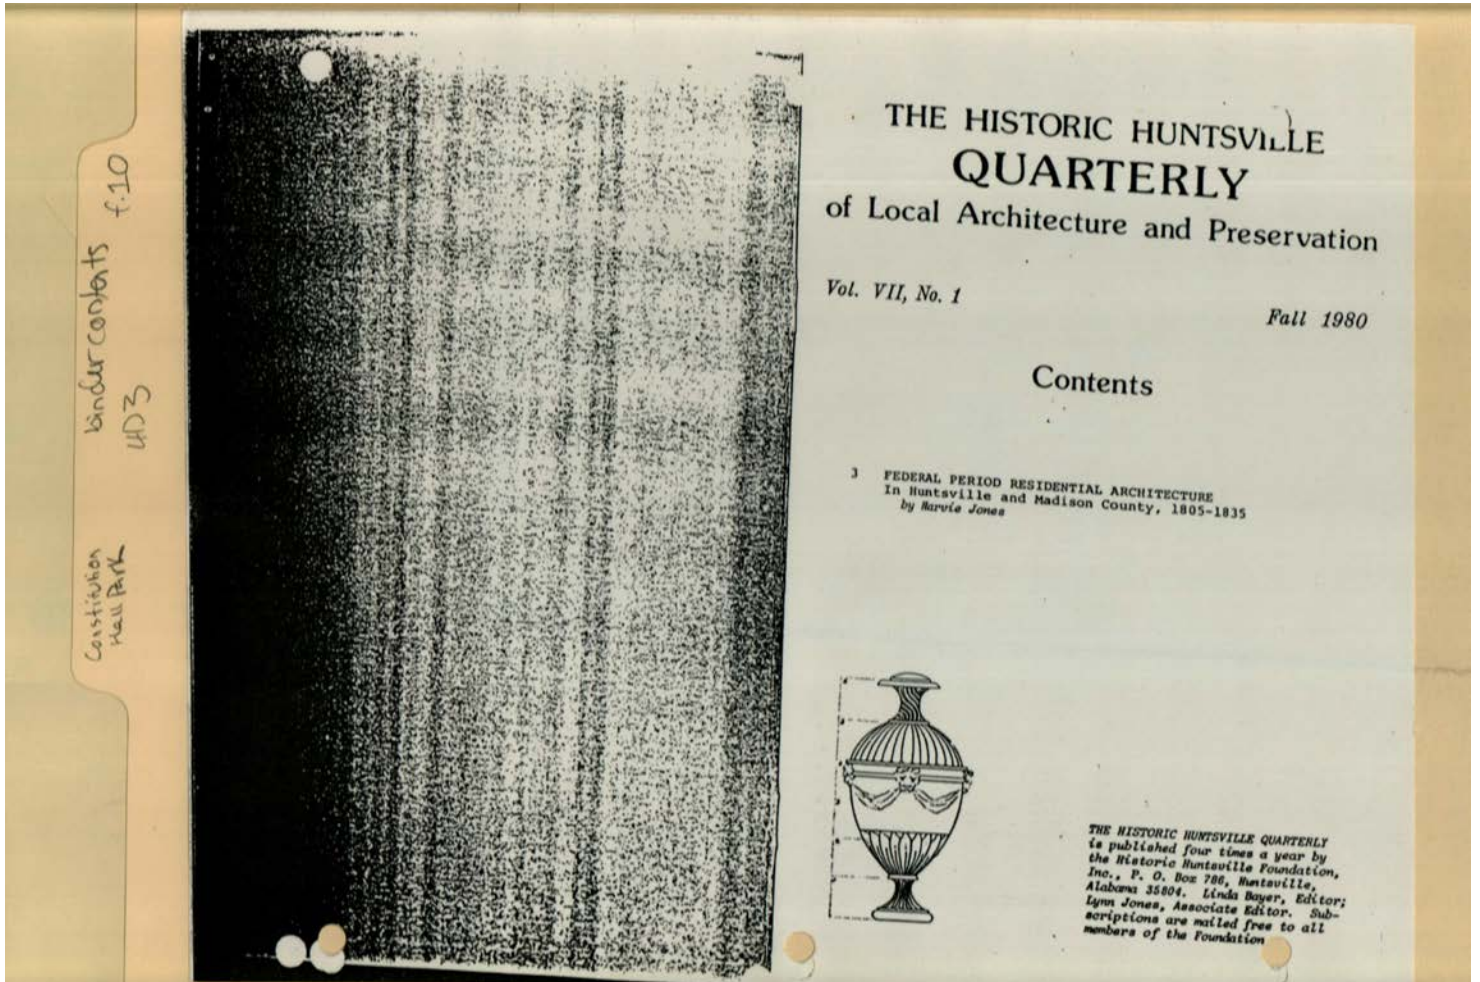 Constitution
Hall Park
binder contents f.10
4D3
THE HISTORIC HUNTSVILLE
QUARTERLY
of Local Architecture and Preservation
Vol. VII, No. 1
Fall 1980
Contents
3 FEDERAL PERIOD RESIDENTIAL ARCHITECTURE
In Huntsville and Madison County, 1805-1835
by Harvie Jones
THE HISTORIC HUNTSVILLE QUARTERLY
is published four times a year by
the Historic Huntsville Foundation,
Inc., P. O. Box 786, Huntsville,
Alabama 35804. Linda Bayer, Editor;
Lynn Jones, Associate Editor. Sub-
scriptions are mailed free to all
members of the Foundation